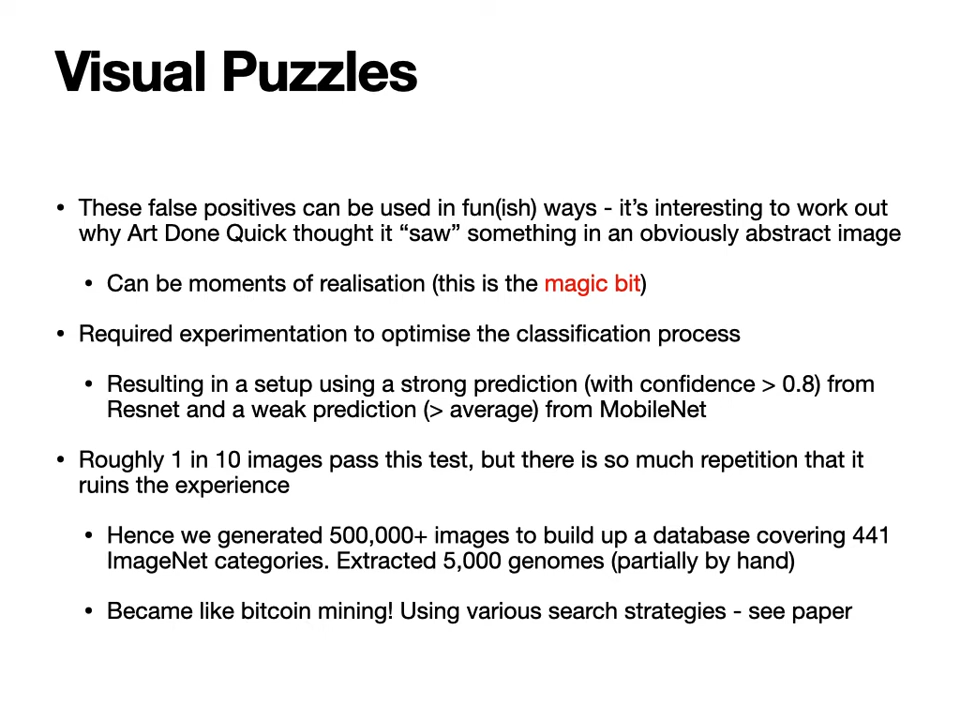 Visual Puzzles
• These false positives can be used in fun(ish) ways - it’s interesting to work out
why Art Done Quick thought it “saw” something in an obviously abstract image
• Can be moments of realisation (this is the magic bit)
• Required experimentation to optimise the classification process
• Resulting in a setup using a strong prediction (with confidence > 0.8) from
Resnet and a weak prediction (> average) from MobileNet
• Roughly 1 in 10 images pass this test, but there is so much repetition that it
ruins the experience
• Hence we generated 500,000+ images to build up a database covering 441
ImageNet categories. Extracted 5,000 genomes (partially by hand)
• Became like bitcoin mining! Using various search strategies - see paper